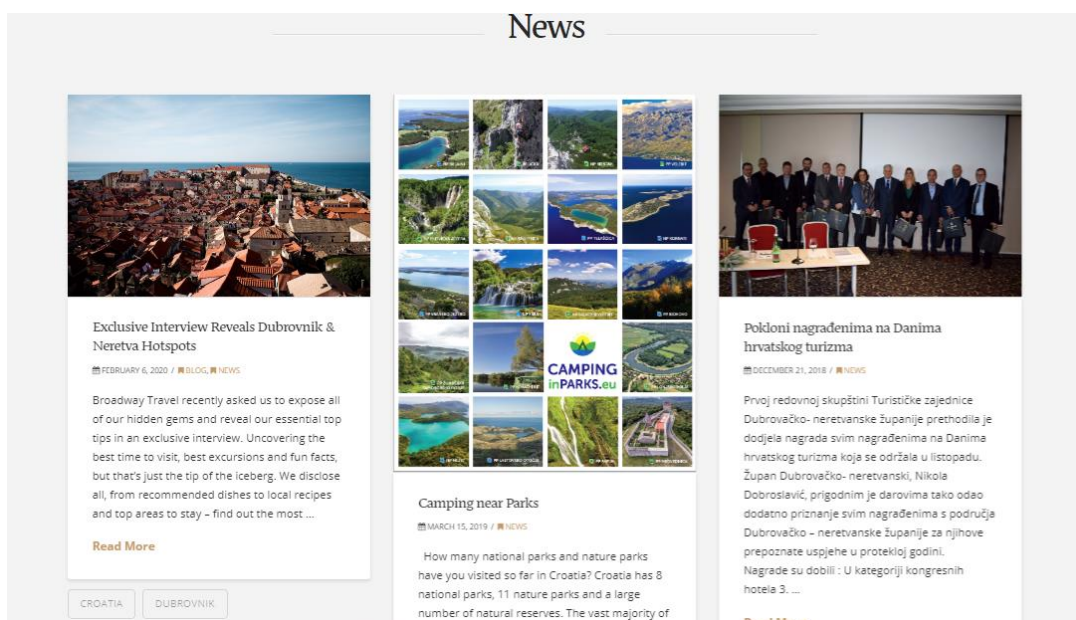 News
Exclusive Interview Reveals Dubrovnik &
Neretva Hotspots
FEBRUARY 6, 2020 / BLOG, NEWS
Broadway Travel recently asked us to expose all
of our hidden gems and reveal our essential top
tips in an exclusive interview. Uncovering the
best time to visit, best excursions and fun facts,
but that's just the tip of the iceberg. We disclose
all, from recommended dishes to local recipes
and top areas to stay – find out the most ...
Read More
CROATIA
DUBROVNIK
CAMPING
inPARKS.eu
Camping near Parks
MARCH 15, 2019 / NEWS
How many national parks and nature parks
have you visited so far in Croatia? Croatia has 8
national parks, 11 nature parks and a large
number of natural reserves. The vast majority of
Pokloni nagrađenima na Danima
hrvatskog turizma
DECEMBER 21, 2018 / NEWS
Prvoj redovnoj skupštini Turističke zajednice
Dubrovačko- neretvanske županije prethodila je
dodjela nagrada svim nagrađenima na Danima
hrvatskog turizma koja se održala u listopadu.
Župan Dubrovačko- neretvanski, Nikola
Dobroslavić, prigodnim je darovima tako odao
dodatno priznanje svim nagrađenima s područja
Dubrovačko – neretvanske županije za njihove
prepoznate uspjehe u protekloj godini.
Nagrade su dobili : U kategoriji kongresnih
hotela 3. ...